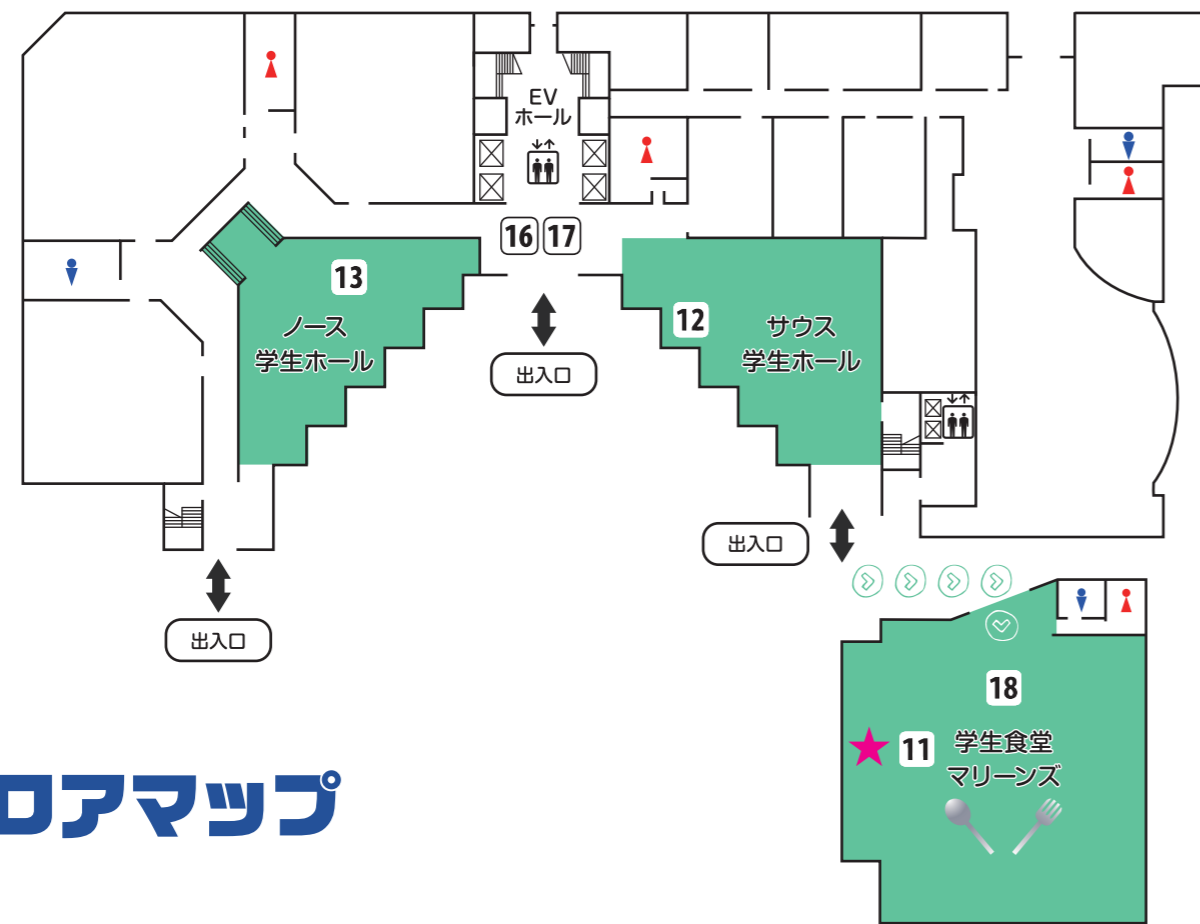 EV
ホール
16 17
13
ノース
学生ホール
12
サウス
学生ホール
出入口
出入口
出入口
18
11
学生食堂
マリーンズ
ロアマップ